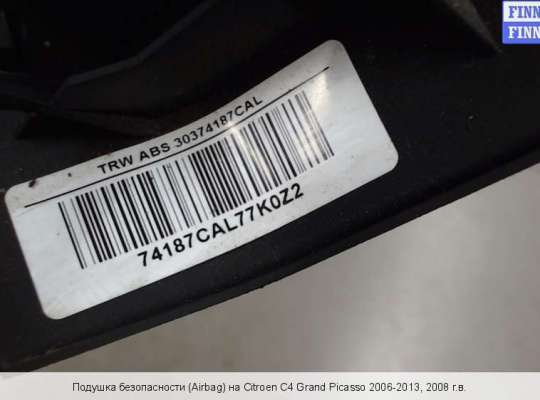 FINN
FINN
TRW ABS 30374187CAL
74187CAL77K0Z2
Подушка безопасности (Airbag) на Citroen C4 Grand Picasso 2006-2013, 2008 г.в.